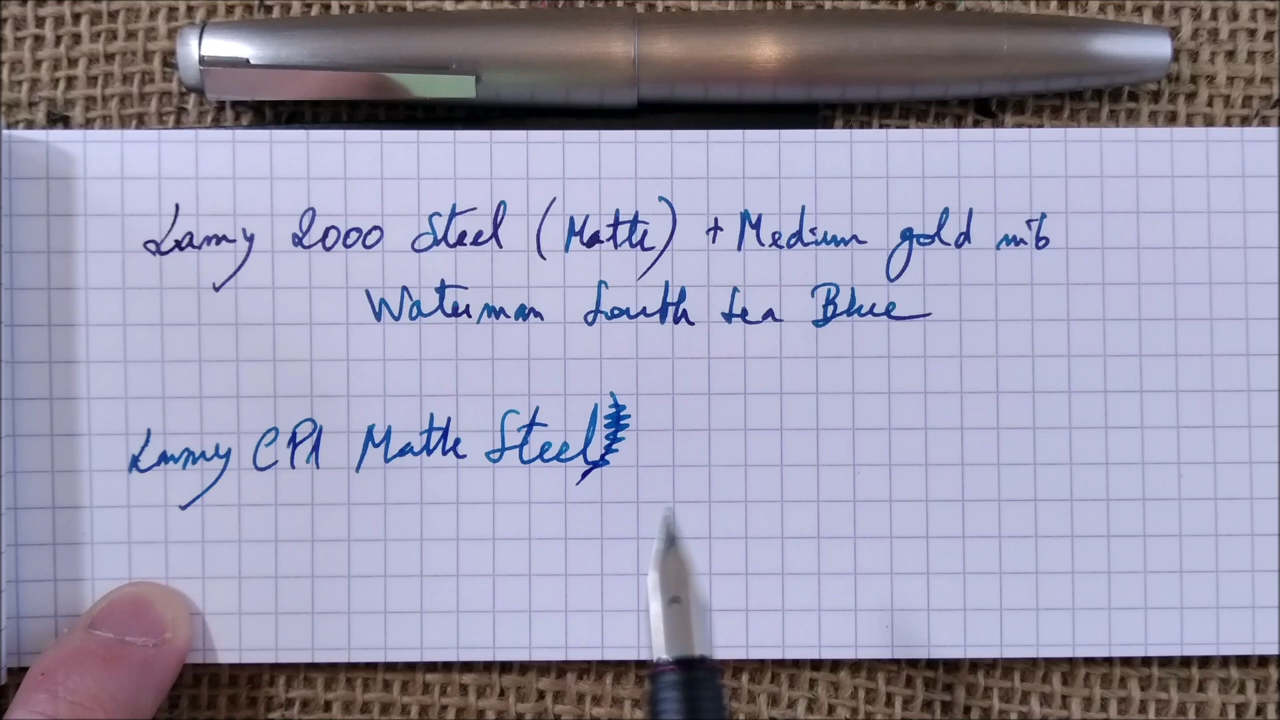 Lamy 2000 Steel (Matte) + Medium gold nib
Waterman South Sea Blue
Lamy CP1 Matte Steel